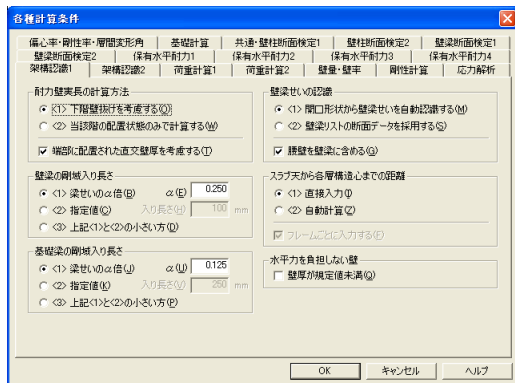 各種計算条件
偏心率・剛性率・層間変形角 基礎計算 共通・壁柱断面検定1 壁柱断面検定2 壁梁断面検定1
壁梁断面検定2 保有水平耐力1 保有水平耐力2 保有水平耐力3 保有水平耐力4
架構認識1 架構認識2 荷重計算1 荷重計算2 壁量・壁率 剛性計算 応力解析
耐力壁実長の計算方法
<1> 下階壁抜けを考慮する(Q)
<2> 当該階の配置状態のみで計算する(W)
端部に配置された直交壁厚を考慮する(T)
壁梁の剛域入り長さ
<1> 梁せいのα倍(B) α(E) 0.250
<2> 指定値(C) 入り長さ(H) 100 mm
<3> 上記<1>と<2>の小さい方(D)
基礎梁の剛域入り長さ
<1> 梁せいのα倍(J) α(U) 0.125
<2> 指定値(K) 入り長さ(V) 250 mm
<3> 上記<1>と<2>の小さい方(P)
壁梁せいの認識
<1> 開口形状から壁梁せいを自動認識する(M)
<2> 壁梁リストの断面データを採用する(S)
腰壁を壁梁に含める(G)
スラブ天から各層構造心までの距離
<1> 直接入力(I)
<2> 自動計算(Z)
フレームごとに入力する(F)
水平力を負担しない壁
壁厚が規定値未満(O)
OK キャンセル ヘルプ